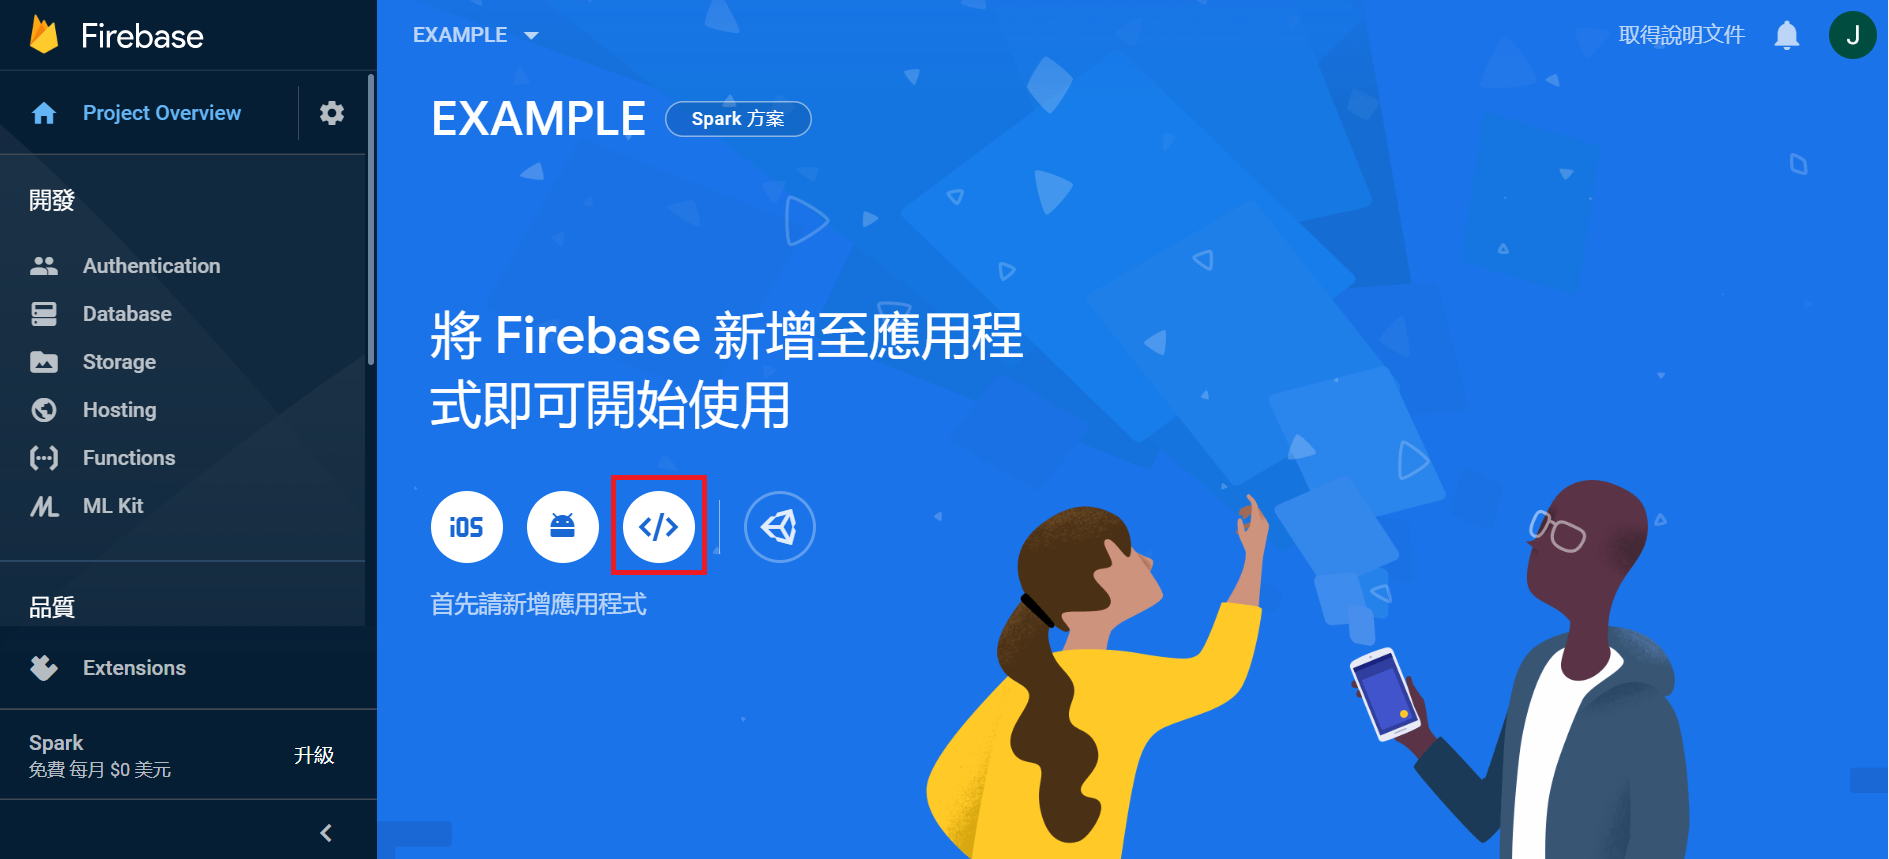 Firebase
Project Overview
開發
Authentication
Database
Storage
Hosting
Functions
ML Kit
品質
Extensions
Spark
免費 每月 $0 美元
升級
EXAMPLE
取得說明文件
J
EXAMPLE
Spark 方案
將 Firebase 新增至應用程
式即可開始使用
iOS
首先請新增應用程式